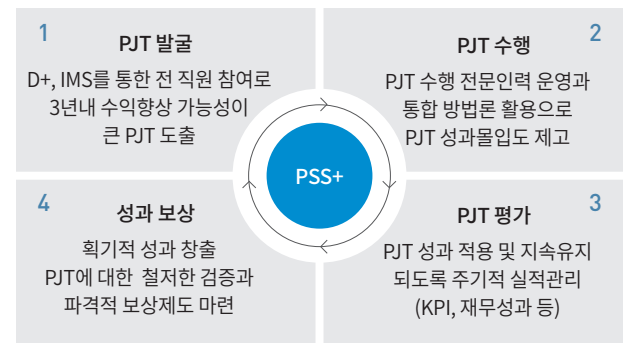 1
PJT 발굴
D+, IMS를 통한 전 직원 참여로
3년내 수익향상 가능성이
큰 PJT 도출
2
PJT 수행
PJT 수행 전문인력 운영과
통합 방법론 활용으로
PJT 성과몰입도 제고
PSS+
3
PJT 평가
PJT 성과 적용 및 지속유지
되도록 주기적 실적관리
(KPI, 재무성과 등)
4
성과 보상
획기적 성과 창출
PJT에 대한 철저한 검증과
파격적 보상제도 마련